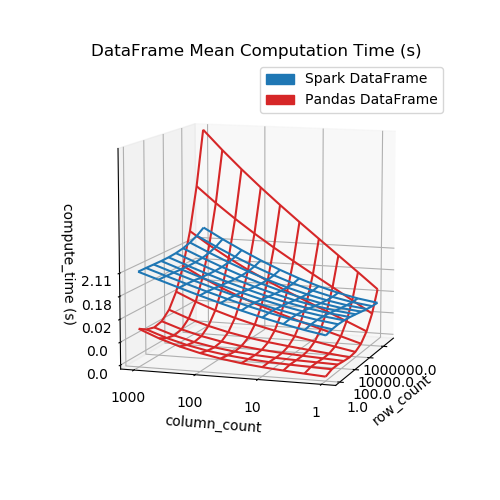 DataFrame Mean Computation Time (s)
Spark DataFrame
Pandas DataFrame
compute_time (s)
2.11
0.18
0.02
0.0
0.0
1000
100
10
1
column_count
1000000.0
10000.0
100.0
1.0
row_count